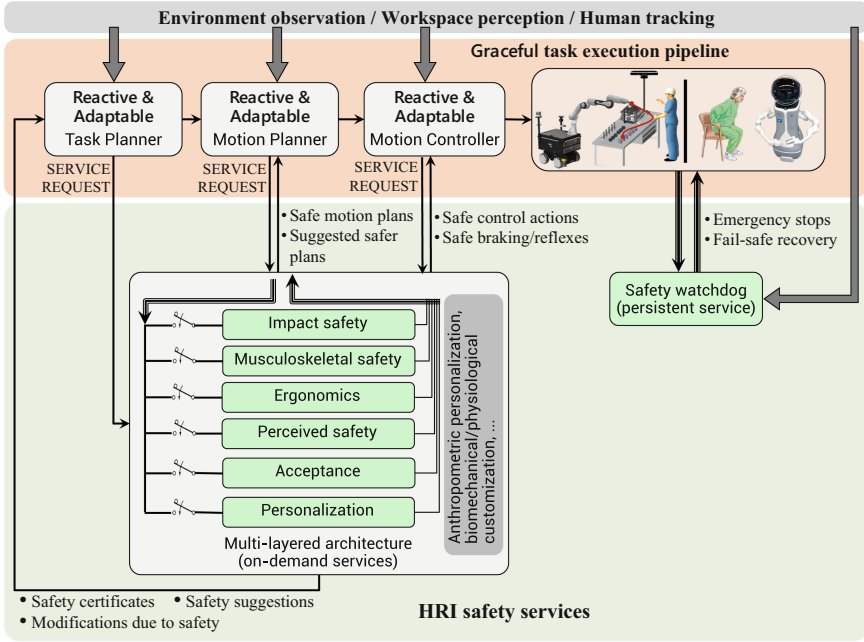 Environment observation / Workspace perception / Human tracking
Graceful task execution pipeline
Reactive &
Adaptable
Task Planner
Reactive &
Adaptable
Motion Planner
Reactive &
Adaptable
Motion Controller
SERVICE
REQUEST
SERVICE
REQUEST
SERVICE
REQUEST
• Safe motion plans
• Suggested safer
plans
• Safe control actions
• Safe braking/reflexes
• Emergency stops
• Fail-safe recovery
Safety watchdog
(persistent service)
Impact safety
Musculoskeletal safety
Ergonomics
Perceived safety
Acceptance
Personalization
Anthropometric personalization,
biomechanical/physiological
customization, ...
Multi-layered architecture
(on-demand services)
• Safety certificates • Safety suggestions
• Modifications due to safety
HRI safety services